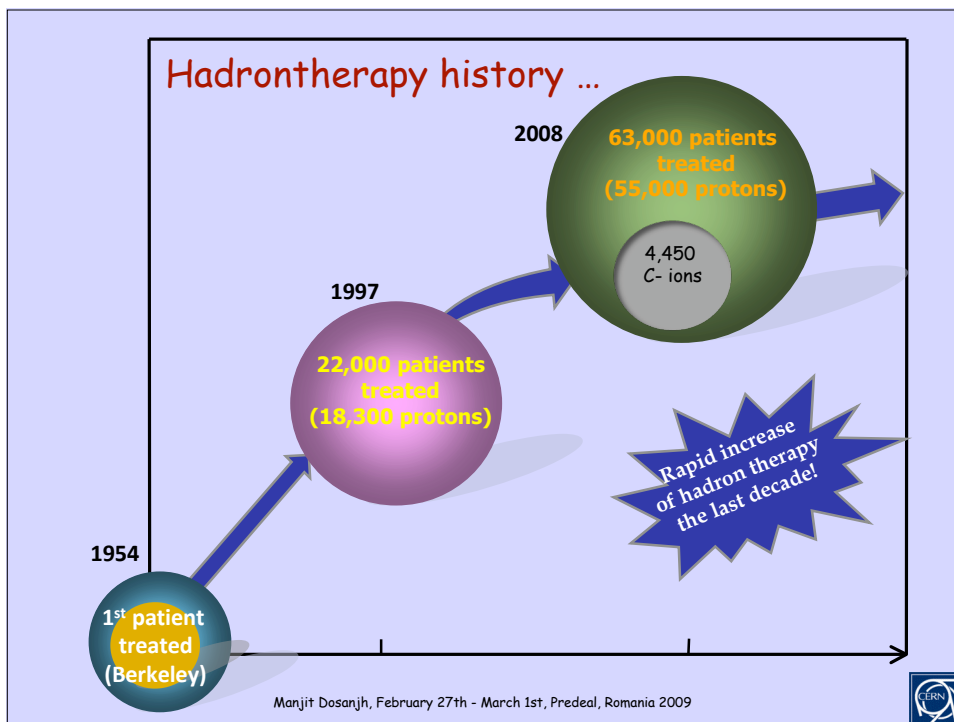 Hadrontherapy history ...
2008
63,000 patients
treated
(55,000 protons)
4,450
C- ions
1997
22,000 patients
treated
(18,300 protons)
Rapid increase
of hadron therapy
the last decade!
1954
1st patient
treated
(Berkeley)
Manjit Dosanjh, February 27th - March 1st, Predeal, Romania 2009
CERN